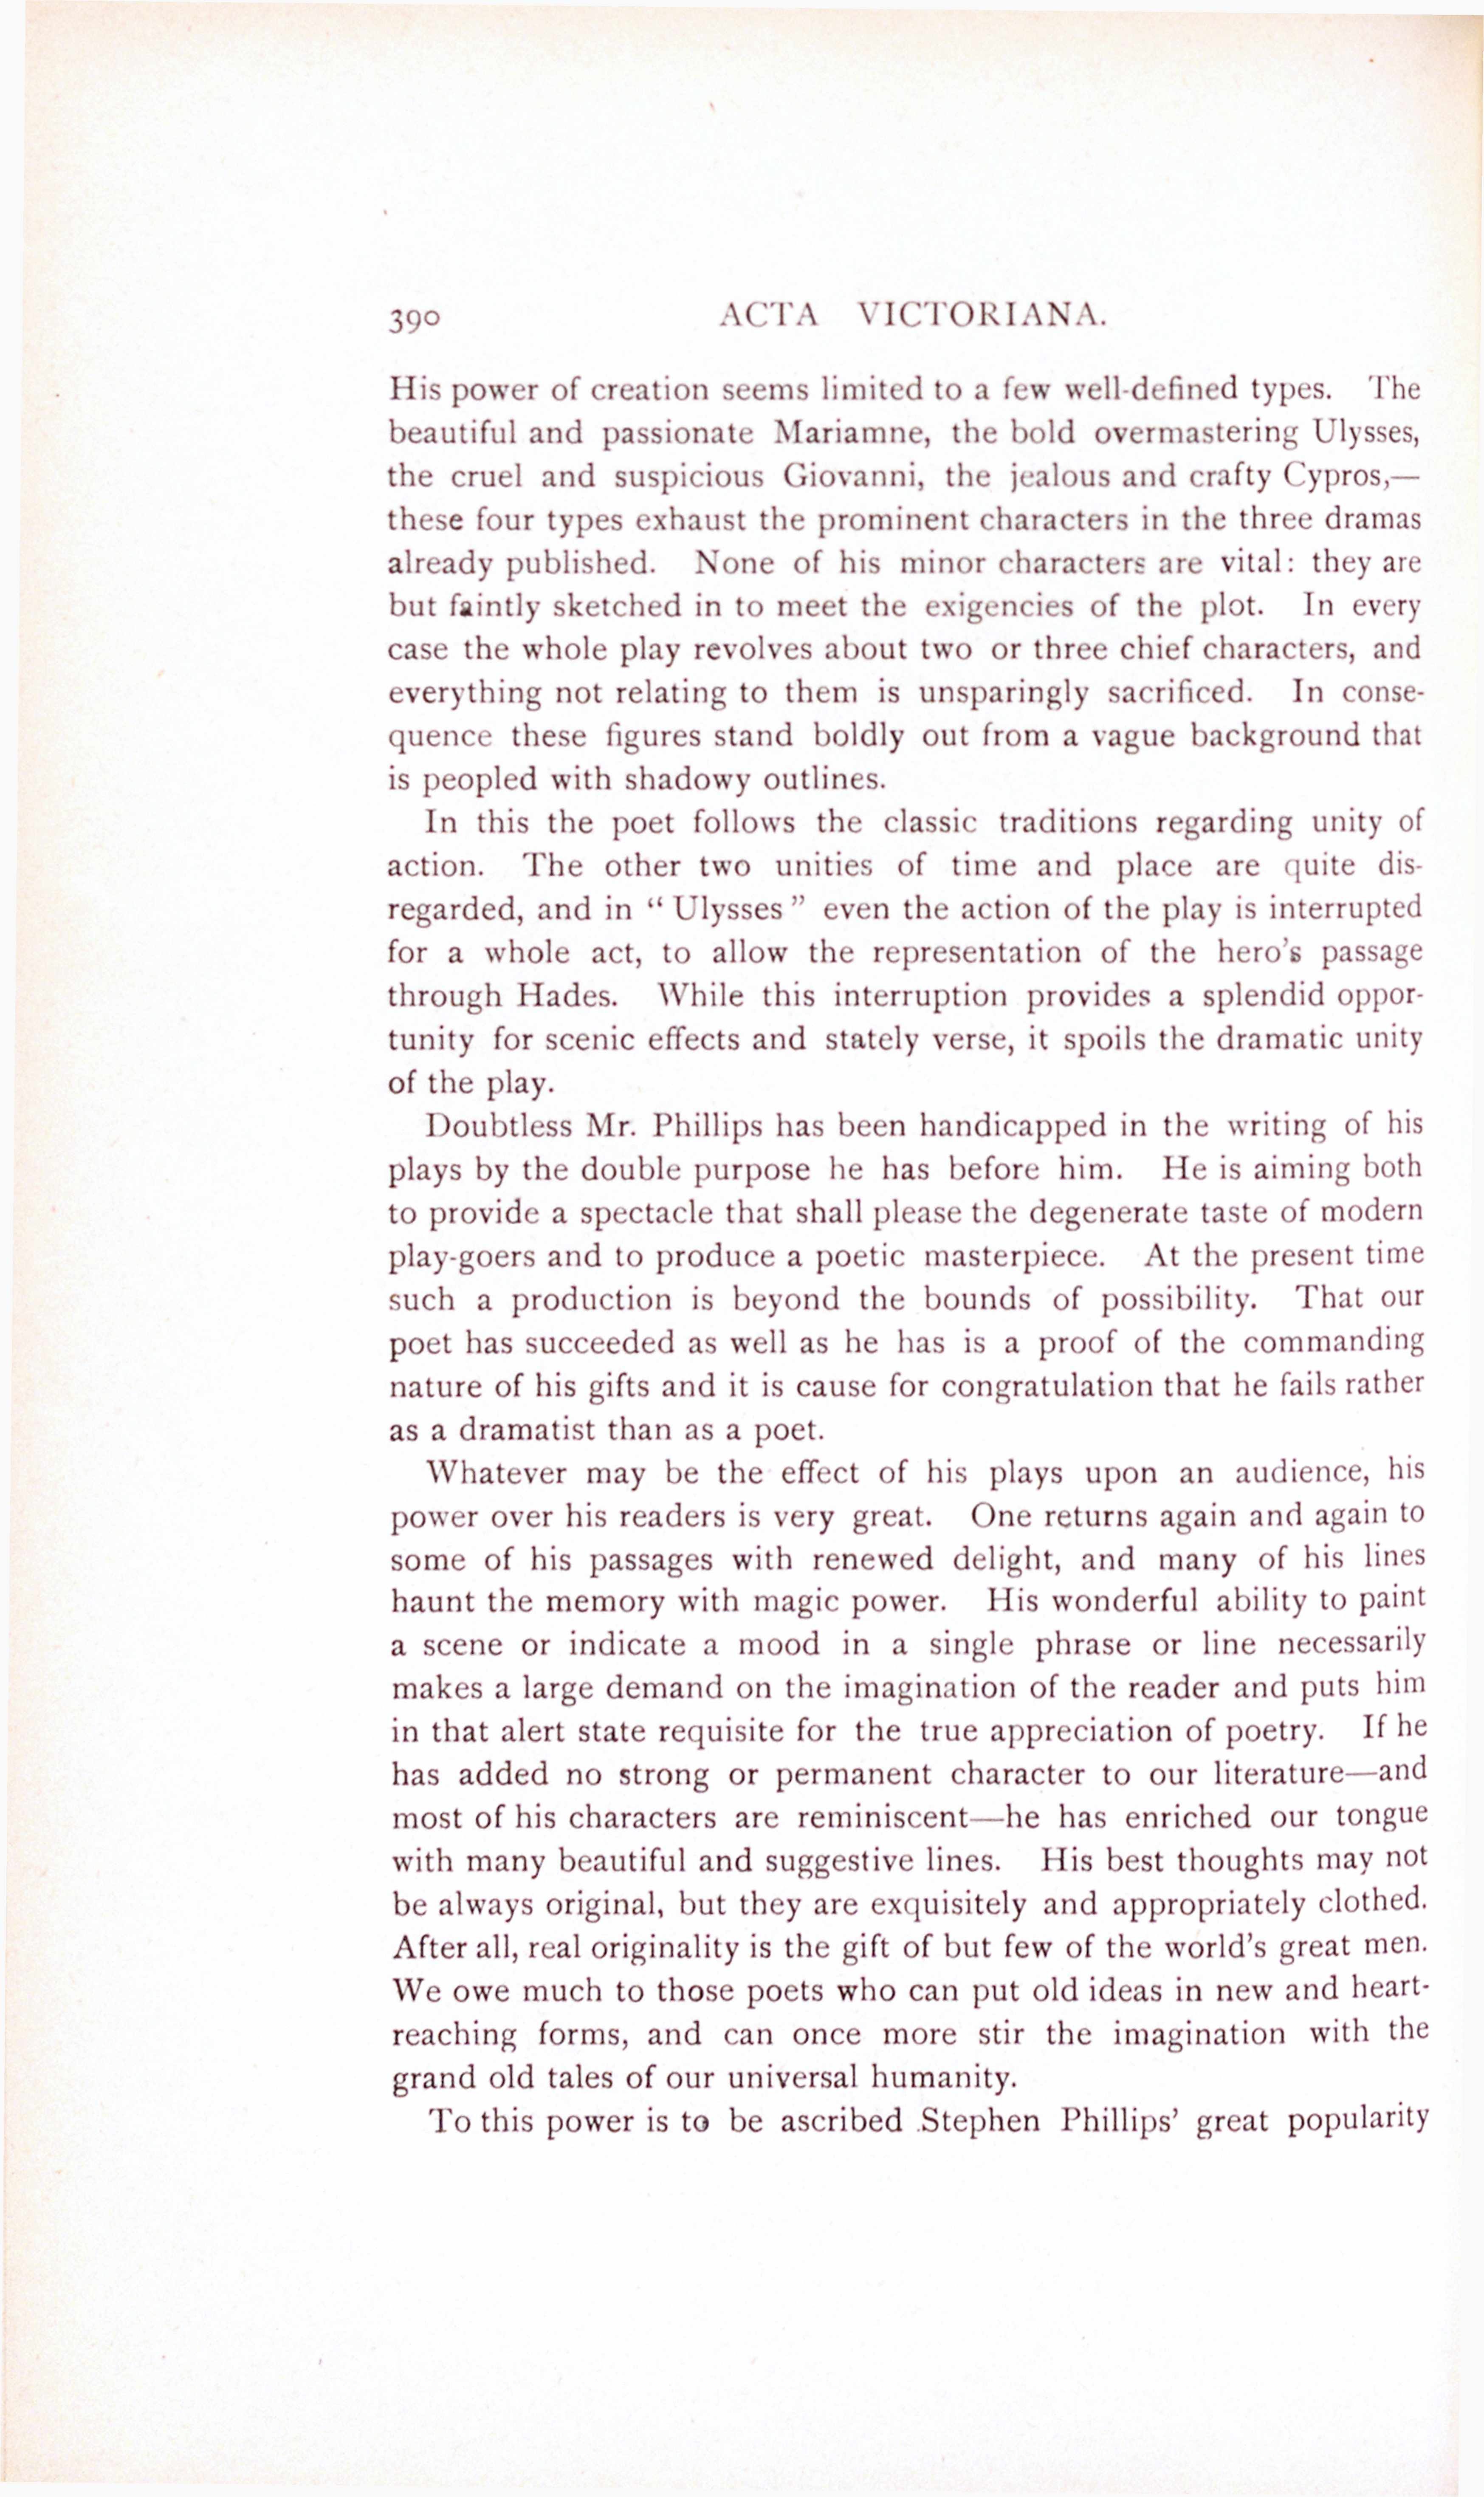 390 ACTA VICTORIANA.
His power of creation seems limited to a few well-defined types. The
beautiful and passionate Mariamne, the bold overmastering Ulysses,
the cruel and suspicious Giovanni, the jealous and crafty Cypros,—
these four types exhaust the prominent characters in the three dramas
already published. None of his minor characters are vital: they are
but faintly sketched in to meet the exigencies of the plot. In every
case the whole play revolves about two or three chief characters, and
everything not relating to them is unsparingly sacrificed. In conse-
quence these figures stand boldly out from a vague background that
is peopled with shadowy outlines.
In this the poet follows the classic traditions regarding unity of
action. The other two unities of time and place are quite dis-
regarded, and in “ Ulysses ” even the action of the play is interrupted
for a whole act, to allow the representation of the hero’s passage
through Hades. While this interruption provides a splendid oppor-
tunity for scenic effects and stately verse, it spoils the dramatic unity
of the play.
Doubtless Mr. Phillips has been handicapped in the writing of his
plays by the double purpose he has before him. He is aiming both
to provide a spectacle that shall please the degenerate taste of modern
play-goers and to produce a poetic masterpiece. At the present time
such a production is beyond the bounds of possibility. That our
poet has succeeded as well as he has is a proof of the commanding
nature of his gifts and it is cause for congratulation that he fails rather
as a dramatist than as a poet.
Whatever may be the effect of his plays upon an audience, his
power over his readers is very great. One returns again and again to
some of his passages with renewed delight, and many of his lines
haunt the memory with magic power. His wonderful ability to paint
a scene or indicate a mood in a single phrase or line necessarily
makes a large demand on the imagination of the reader and puts him
in that alert state requisite for the true appreciation of poetry. If he
has added no strong or permanent character to our literature—and
most of his characters are reminiscent—he has enriched our tongue
with many beautiful and suggestive lines. His best thoughts may not
be always original, but they are exquisitely and appropriately clothed.
After all, real originality is the gift of but few of the world’s great men.
We owe much to those poets who can put old ideas in new and heart-
reaching forms, and can once more stir the imagination with the
grand old tales of our universal humanity.
To this power is to be ascribed Stephen Phillips’ great popularity